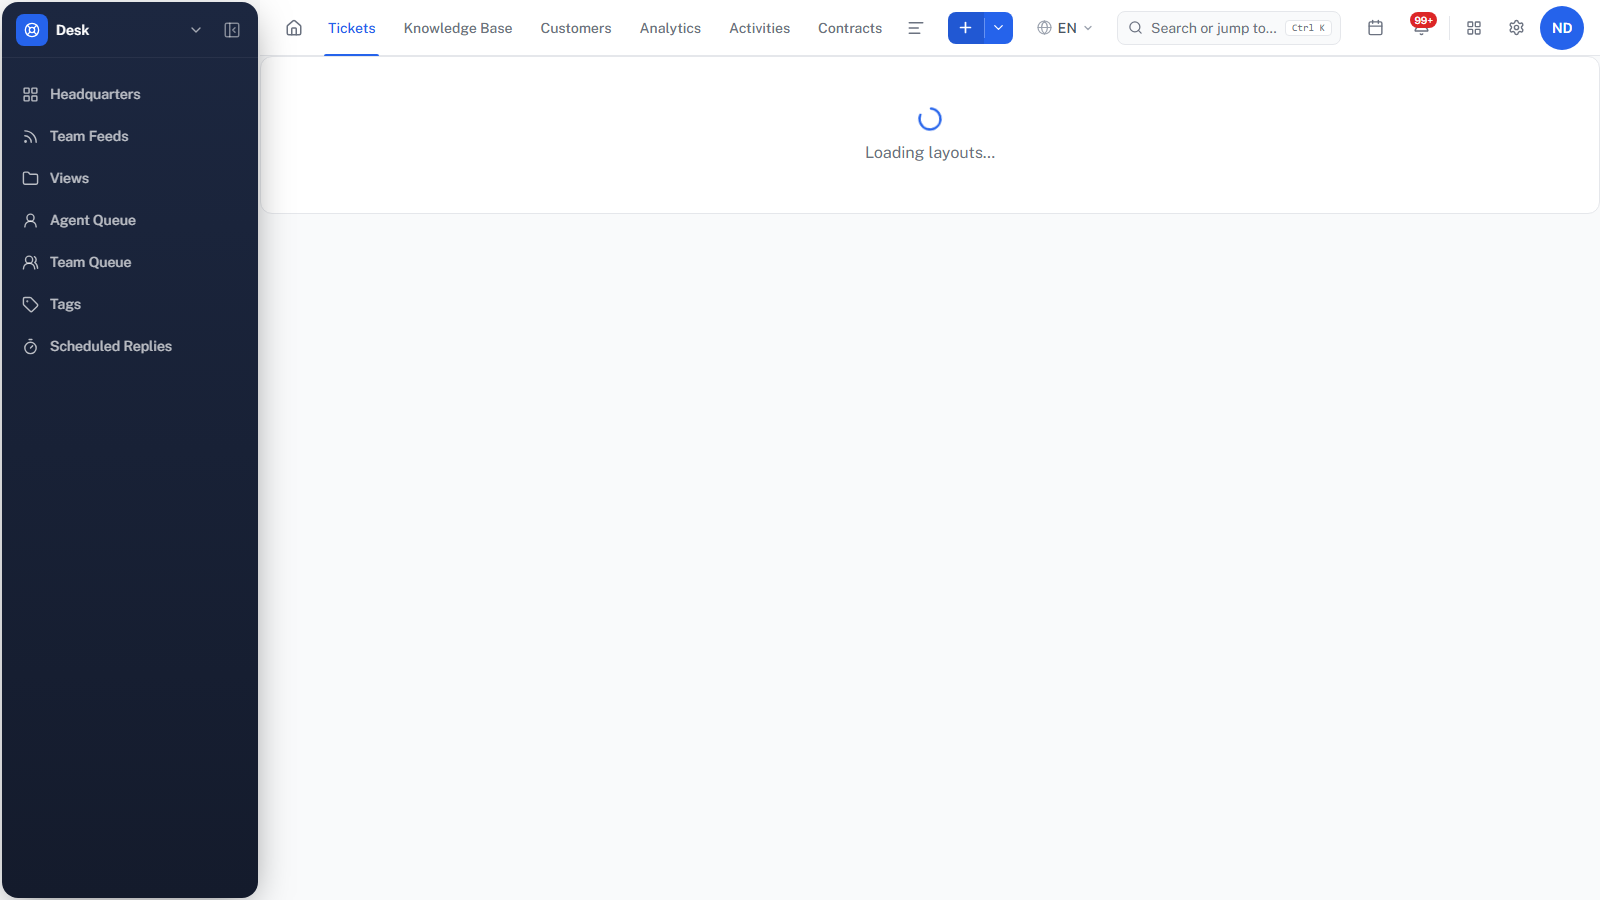 Desk
Headquarters
Team Feeds
Views
Agent Queue
Team Queue
Tags
Scheduled Replies
Tickets
Knowledge Base
Customers
Analytics
Activities
Contracts
EN
Search or jump to...
Ctrl K
99+
ND
Loading layouts...